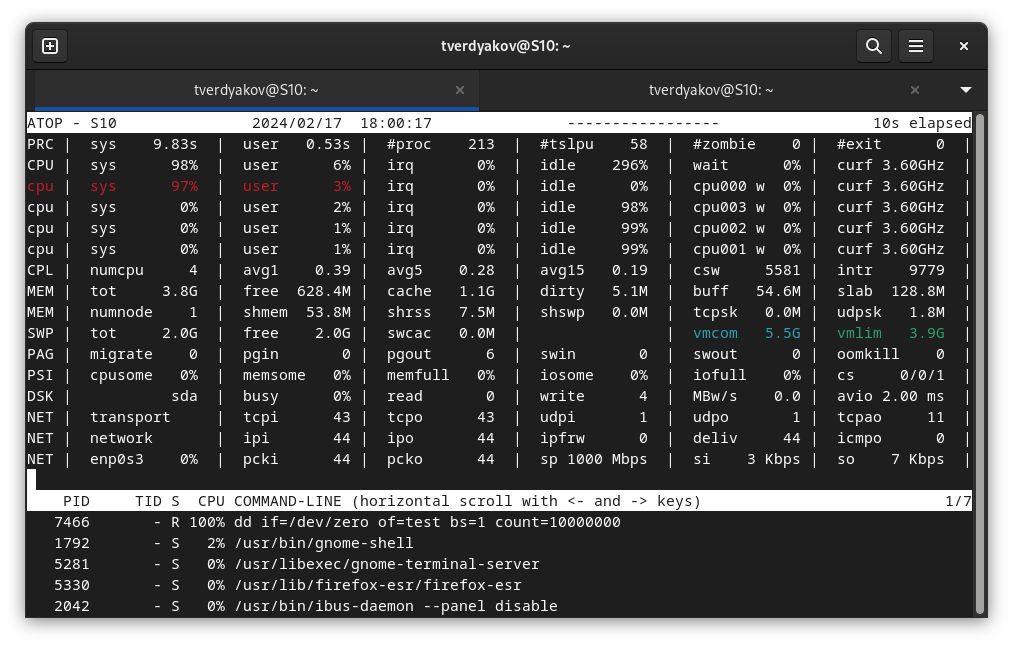 tverdyakov@S10: ~
tverdyakov@S10: ~ tverdyakov@S10: ~
ATOP - S10 2024/02/17 18:00:17 ----------------- 10s elapsed
PRC | sys 9.83s | user 0.53s | #proc 213 | #tslpu 58 | #zombie 0 | #exit 0 |
CPU | sys 98% | user 6% | irq 0% | idle 296% | wait 0% | curf 3.60GHz |
cpu | sys 97% | user 3% | irq 0% | idle 0% | cpu000 w 0% | curf 3.60GHz |
cpu | sys 0% | user 2% | irq 0% | idle 98% | cpu003 w 0% | curf 3.60GHz |
cpu | sys 0% | user 1% | irq 0% | idle 99% | cpu002 w 0% | curf 3.60GHz |
cpu | sys 0% | user 1% | irq 0% | idle 99% | cpu001 w 0% | curf 3.60GHz |
CPL | numcpu 4 | avg1 0.39 | avg5 0.28 | avg15 0.19 | csw 5581 | intr 9779 |
MEM | tot 3.8G | free 628.4M | cache 1.1G | dirty 5.1M | buff 54.6M | slab 128.8M |
MEM | numnode 1 | shmem 53.8M | shrss 7.5M | shswp 0.0M | tcpsk 0.0M | udpsk 1.8M |
SWP | tot 2.0G | free 2.0G | swcac 0.0M | | vmcom 5.5G | vmlim 3.9G |
PAG | migrate 0 | pgin 0 | pgout 6 | swin 0 | swout 0 | oomkill 0 |
PSI | cpusome 0% | memsome 0% | memfull 0% | iosome 0% | iofull 0% | cs 0/0/1 |
DSK | sda | busy 0% | read 0 | write 4 | MBw/s 0.0 | avio 2.00 ms |
NET | transport | tcpi 43 | tcpo 43 | udpi 1 | udpo 1 | tcpao 11 |
NET | network | ipi 44 | ipo 44 | ipfrw 0 | deliv 44 | icmpo 0 |
NET | enp0s3 0% | pcki 44 | pcko 44 | sp 1000 Mbps | si 3 Kbps | so 7 Kbps |
PID TID S CPU COMMAND-LINE (horizontal scroll with <- and -> keys) 1/7
7466 - R 100% dd if=/dev/zero of=test bs=1 count=10000000
1792 - S 2% /usr/bin/gnome-shell
5281 - S 0% /usr/libexec/gnome-terminal-server
5330 - S 0% /usr/lib/firefox-esr/firefox-esr
2042 - S 0% /usr/bin/ibus-daemon --panel disable